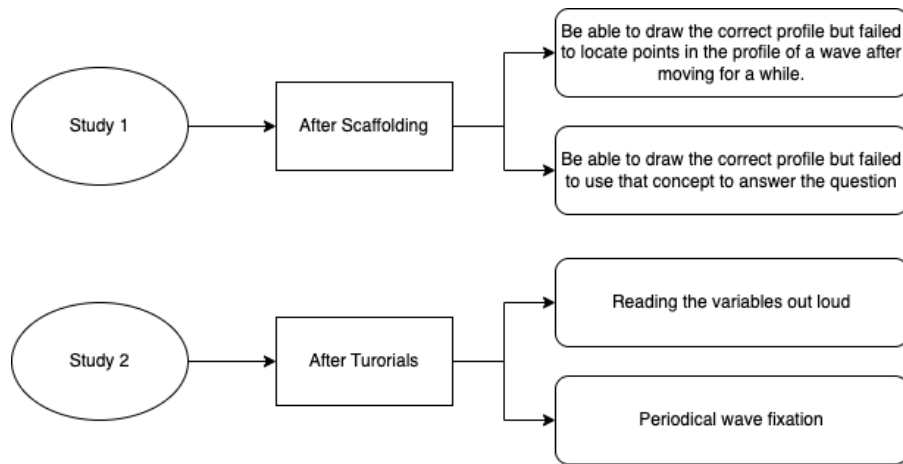 Study 1
After Scaffolding
Be able to draw the correct profile but failed
to locate points in the profile of a wave after
moving for a while.
Be able to draw the correct profile but failed
to use that concept to answer the question
Study 2
After Turorials
Reading the variables out loud
Periodical wave fixation